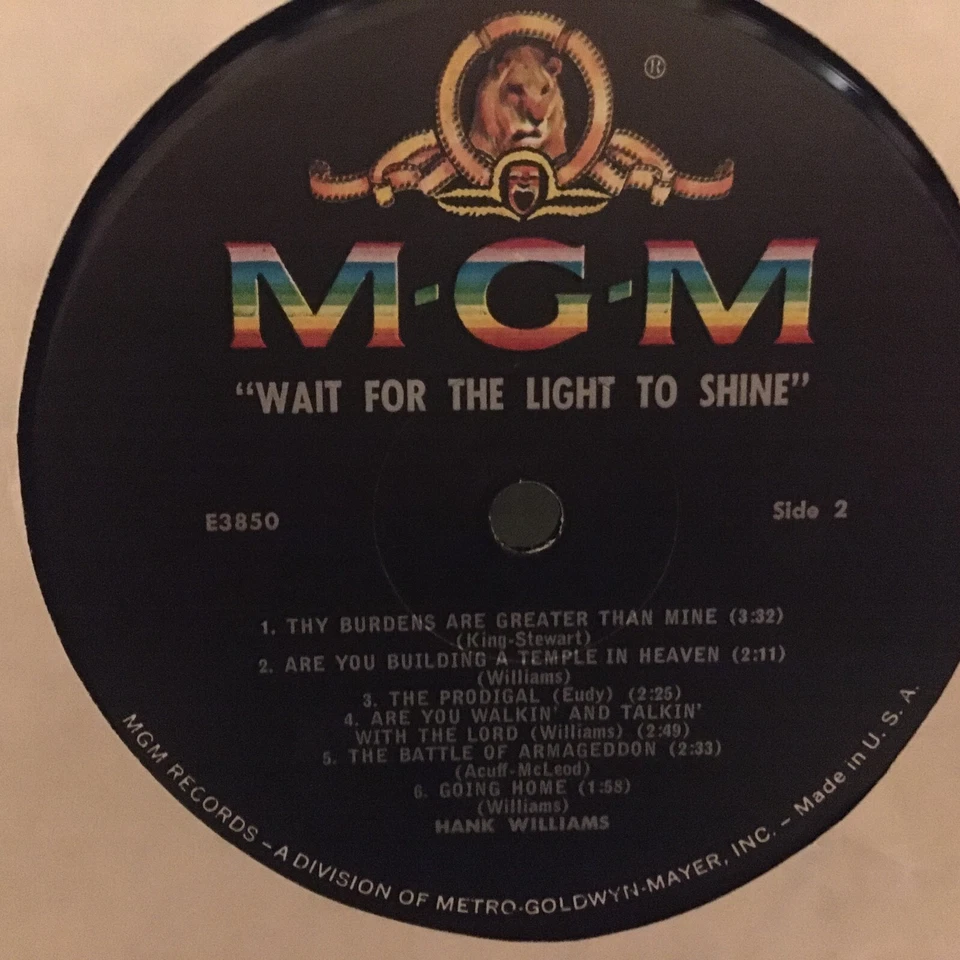 ®
M-G-M
“WAIT FOR THE LIGHT TO SHINE”
E3850
Side 2
1. THY BURDENS ARE GREATER THAN MINE (3:32)
(King-Stewart)
2. ARE YOU BUILDING A TEMPLE IN HEAVEN (2:11)
(Williams)
3. THE PRODIGAL (Eudy) (2:25)
4. ARE YOU WALKIN' AND TALKIN'
WITH THE LORD (Williams) (2:49)
5. THE BATTLE OF ARMAGEDDON (2:33)
(Acuff-McLeod)
6. GOING HOME (1:58)
(Williams)
HANK WILLIAMS
MGM RECORDS – A DIVISION OF METRO-GOLDWYN-MAYER, INC. – Made in U. S. A.